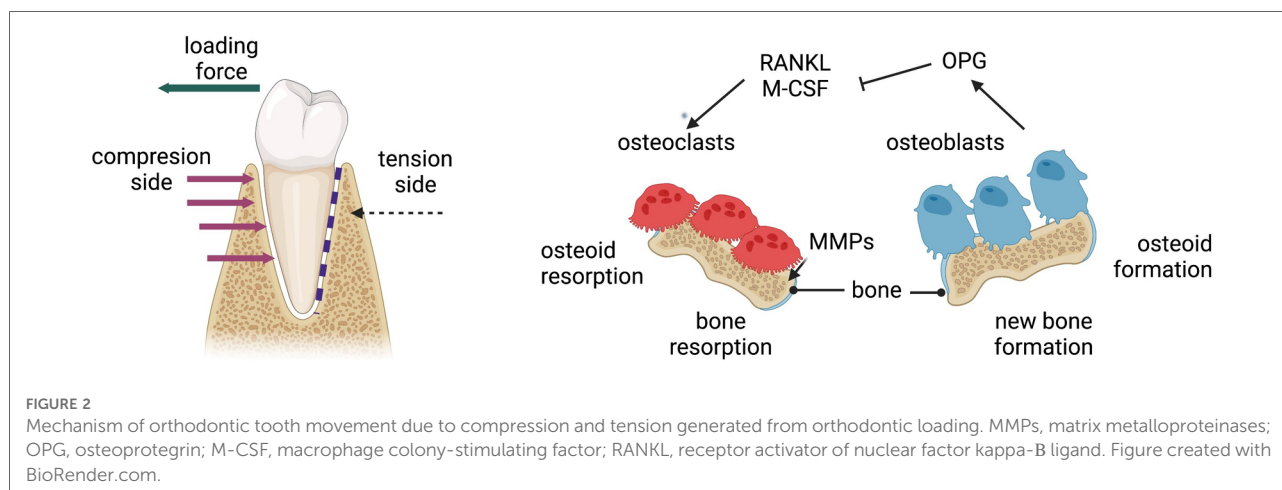 loading
force
compresion
side
tension
side
RANKL
M-CSF
OPG
osteoclasts
osteoblasts
osteoid
resorption
MMPs
bone
bone
resorption
osteoid
formation
new bone
formation
FIGURE 2
Mechanism of orthodontic tooth movement due to compression and tension generated from orthodontic loading. MMPs, matrix metalloproteinases;
OPG, osteoprotegrin; M-CSF, macrophage colony-stimulating factor; RANKL, receptor activator of nuclear factor kappa-B ligand. Figure created with
BioRender.com.